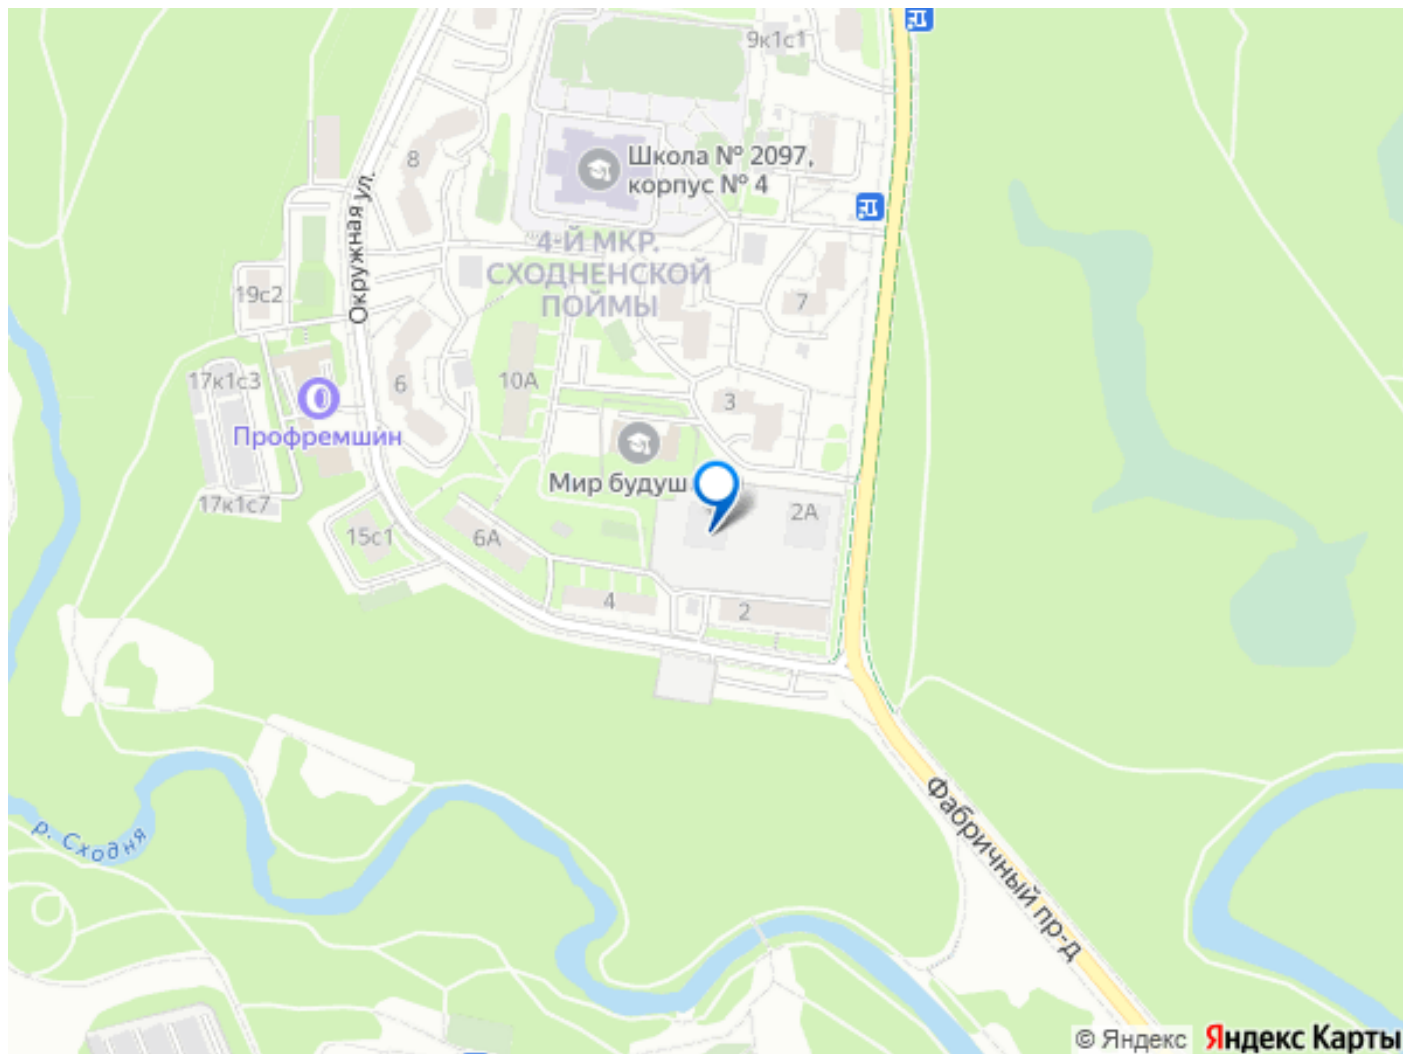 9к1с1
8
Школа № 2097,
корпус № 4
Окружная ул.
4-Й МКР.
СХОДНЕНСКОЙ
ПОЙМЫ
19с2
7
17к1с3
6
10А
3
Профремшин
Мир будуш
17к1с7
15с1
6А
2А
4
2
Фабричный пр-д
р. Сходня
© Яндекс
Яндекс Карты